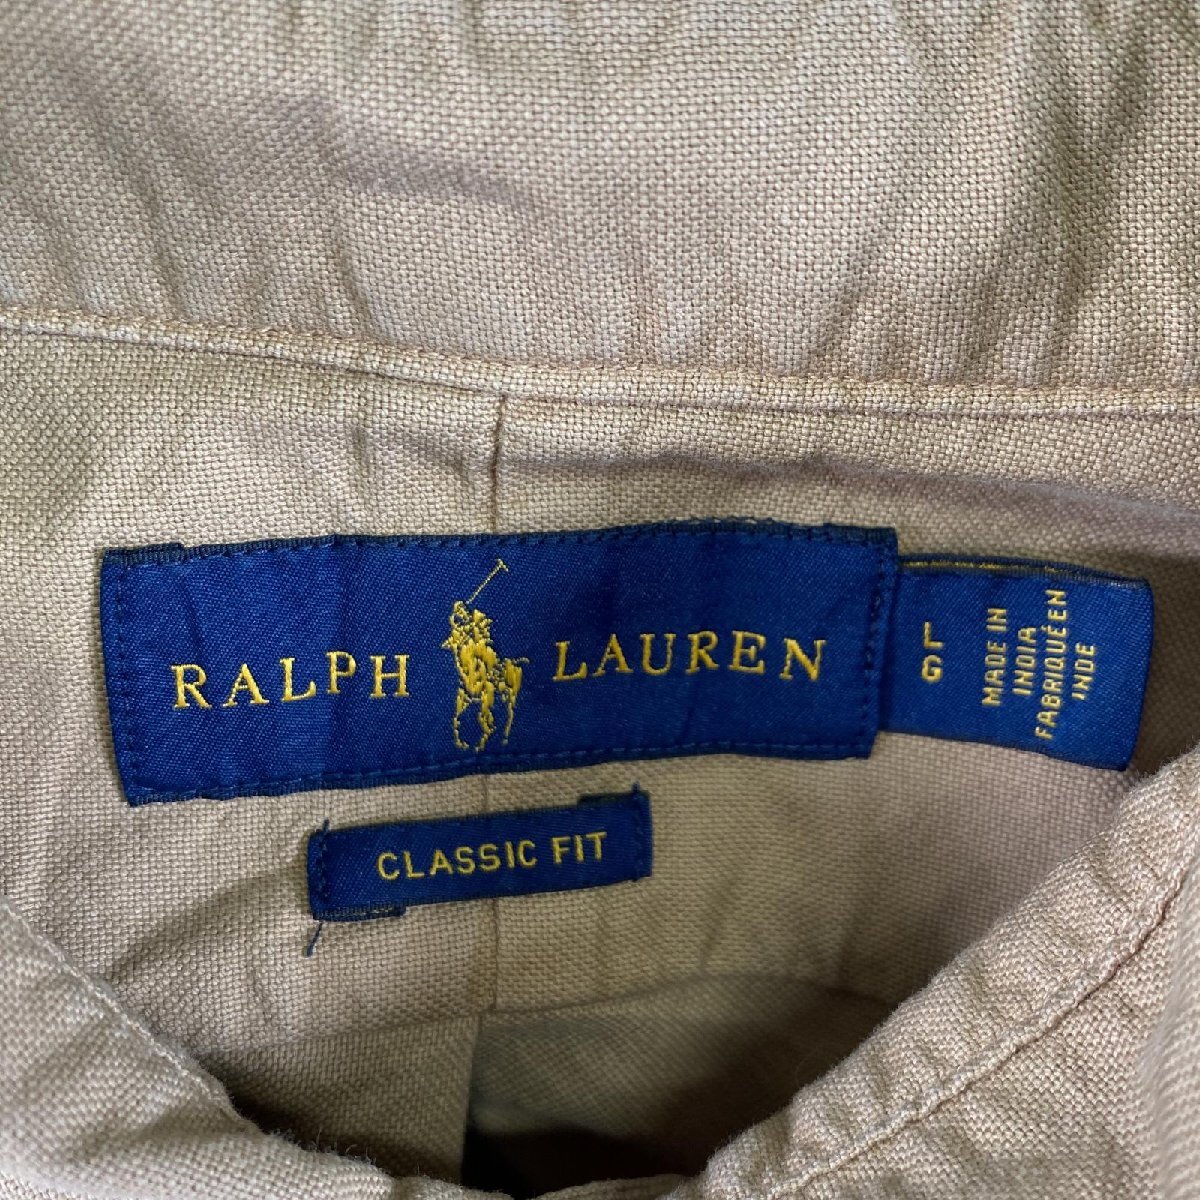 RALPH LAUREN
L
G
MADE IN
INDIA
FABRIQUÉ EN
INDE
CLASSIC FIT